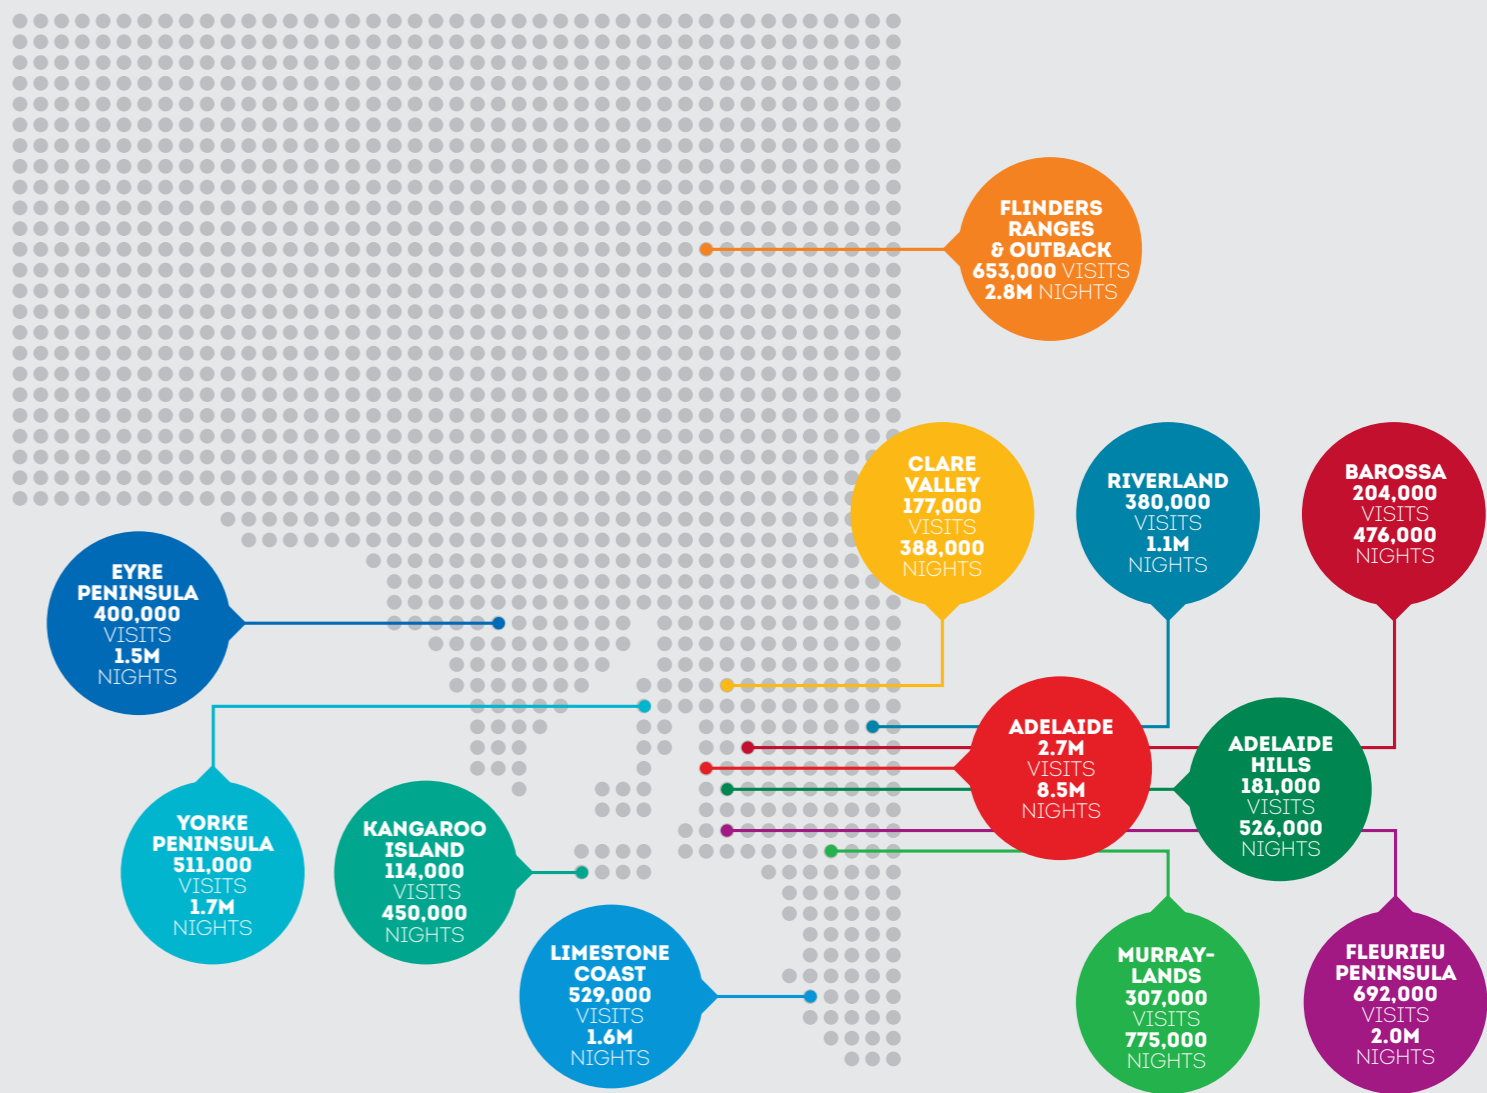 FLINDERS
RANGES
& OUTBACK
653,000 VISITS
2.8M NIGHTS
CLARE
VALLEY
177,000
VISITS
388,000
NIGHTS
RIVERLAND
380,000
VISITS
1.1M
NIGHTS
BAROSSA
204,000
VISITS
476,000
NIGHTS
EYRE
PENINSULA
400,000
VISITS
1.5M
NIGHTS
ADELAIDE
2.7M
VISITS
8.5M
NIGHTS
ADELAIDE
HILLS
181,000
VISITS
526,000
NIGHTS
YORKE
PENINSULA
511,000
VISITS
1.7M
NIGHTS
KANGAROO
ISLAND
114,000
VISITS
450,000
NIGHTS
LIMESTONE
COAST
529,000
VISITS
1.6M
NIGHTS
MURRAY-
LANDS
307,000
VISITS
775,000
NIGHTS
FLEURIEU
PENINSULA
692,000
VISITS
2.0M
NIGHTS